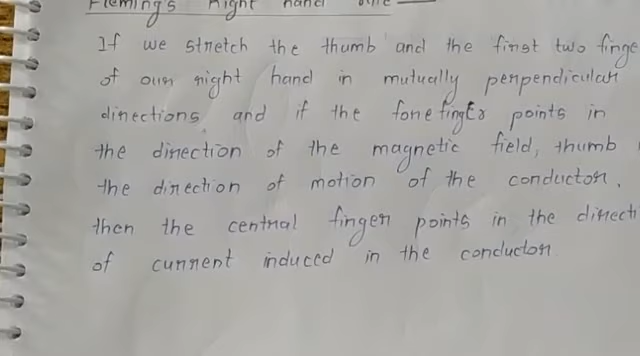 Fleming's Right hand rule
If we stretch the thumb and the first two finge
of our right hand in mutually perpendicular
directions and if the forefingers points in
the direction of the magnetic field, thumb
the direction of motion of the conductor,
then the central finger points in the directi
of current induced in the conductor